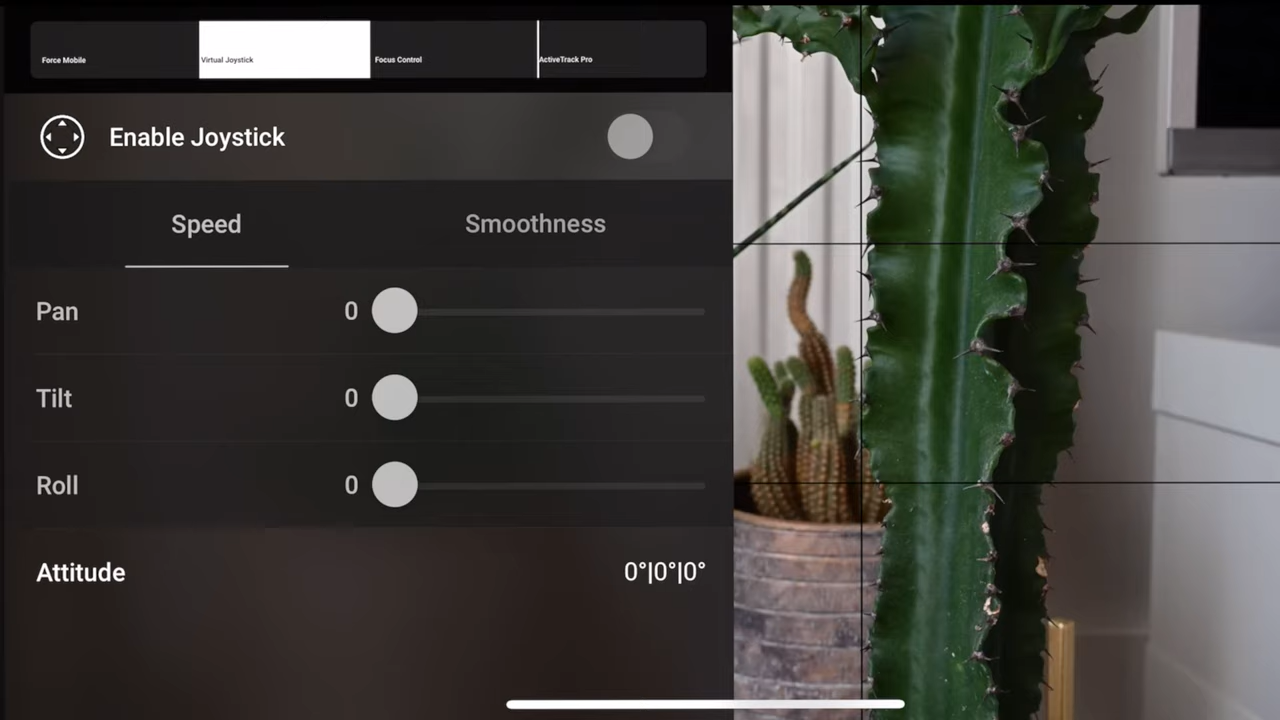 Force Mobile
Virtual Joystick
Focus Control
ActiveTrack Pro
Enable Joystick
Speed
Smoothness
Pan 0
Tilt 0
Roll 0
Attitude 0°|0°|0°